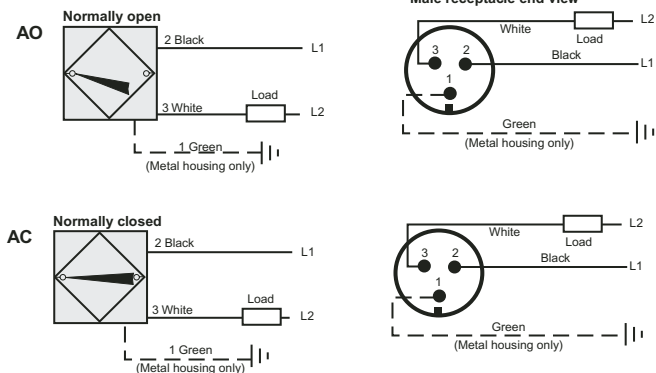 Male receptacle end view
Normally open
AO
2 Black
L1
Load
3 White
L2
1 Green
(Metal housing only)
White
L2
Load
3
2
Black
L1
1
Green
(Metal housing only)
Normally closed
AC
2 Black
L1
Load
3 White
L2
1 Green
(Metal housing only)
White
L2
Load
3
2
Black
L1
1
Green
(Metal housing only)